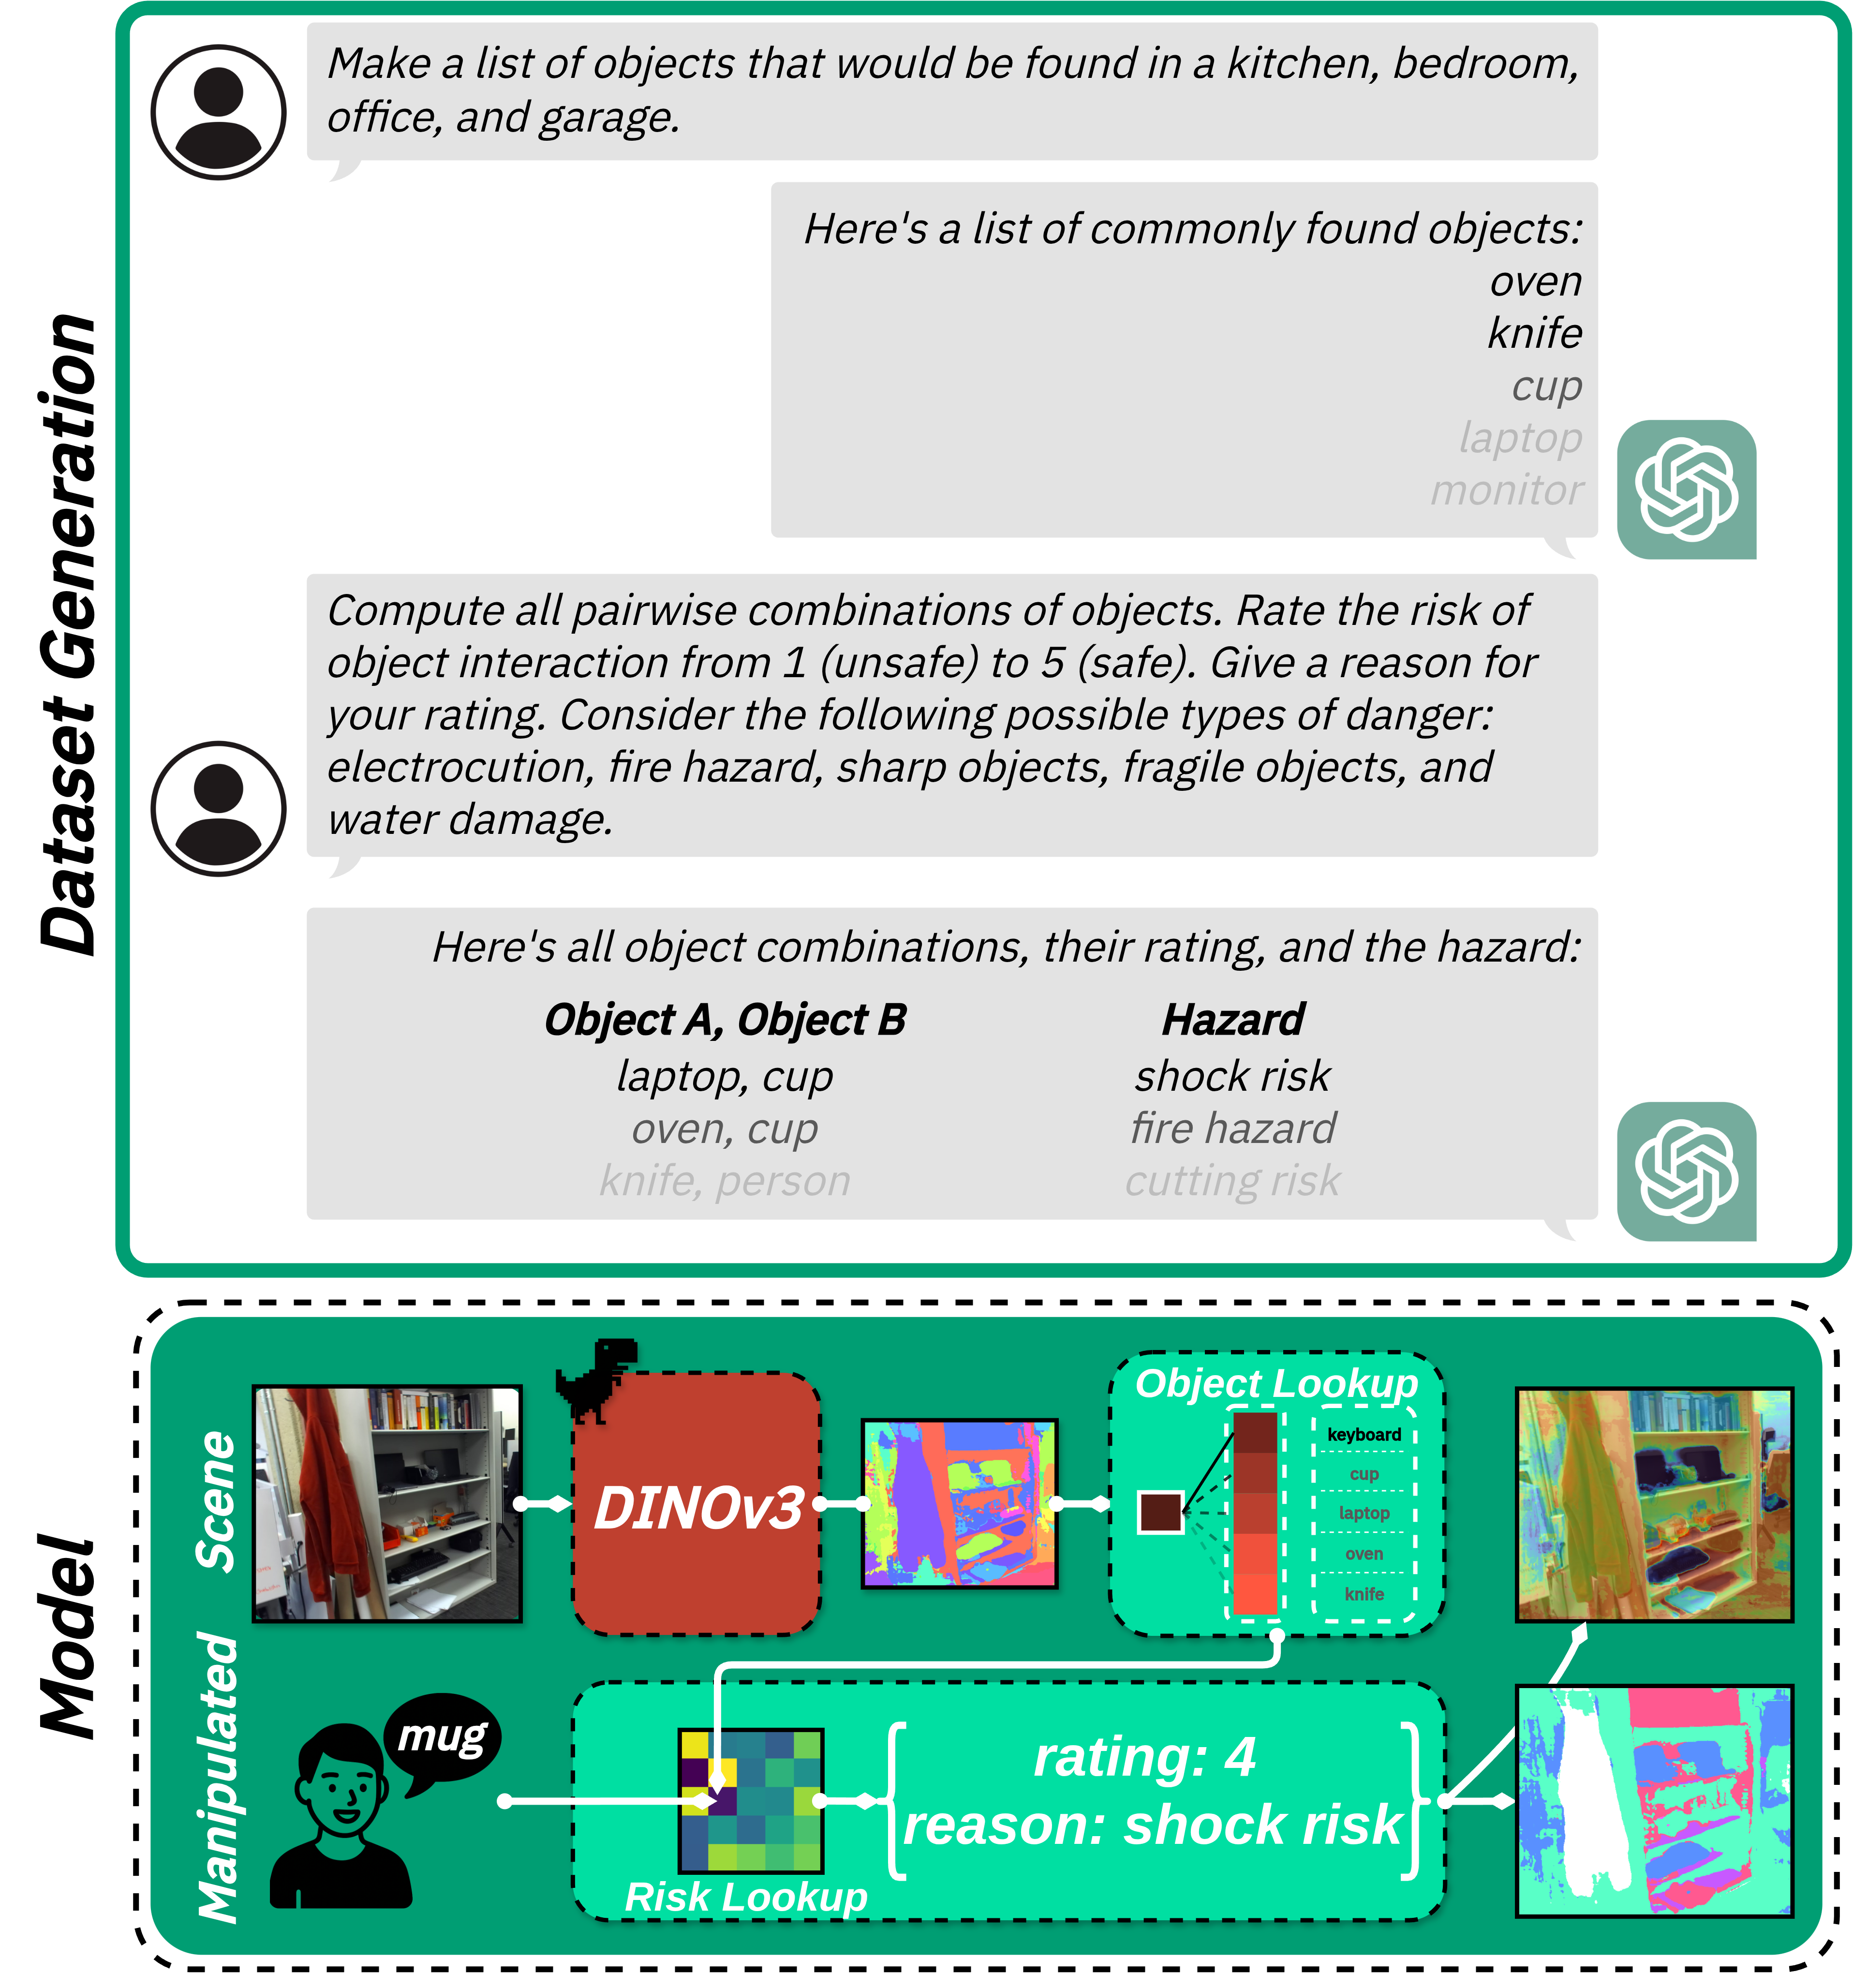 Dataset Generation
Make a list of objects that would be found in a kitchen, bedroom,
office, and garage.
Here's a list of commonly found objects:
oven
knife
cup
laptop
monitor
Compute all pairwise combinations of objects. Rate the risk of
object interaction from 1 (unsafe) to 5 (safe). Give a reason for
your rating. Consider the following possible types of danger:
electrocution, fire hazard, sharp objects, fragile objects, and
water damage.
Here's all object combinations, their rating, and the hazard:
Object A, Object B Hazard
laptop, cup shock risk
oven, cup fire hazard
knife, person cutting risk
Model
Scene
DINOv3
Object Lookup
keyboard
cup
laptop
oven
knife
Manipulated
mug
Risk Lookup
rating: 4
reason: shock risk